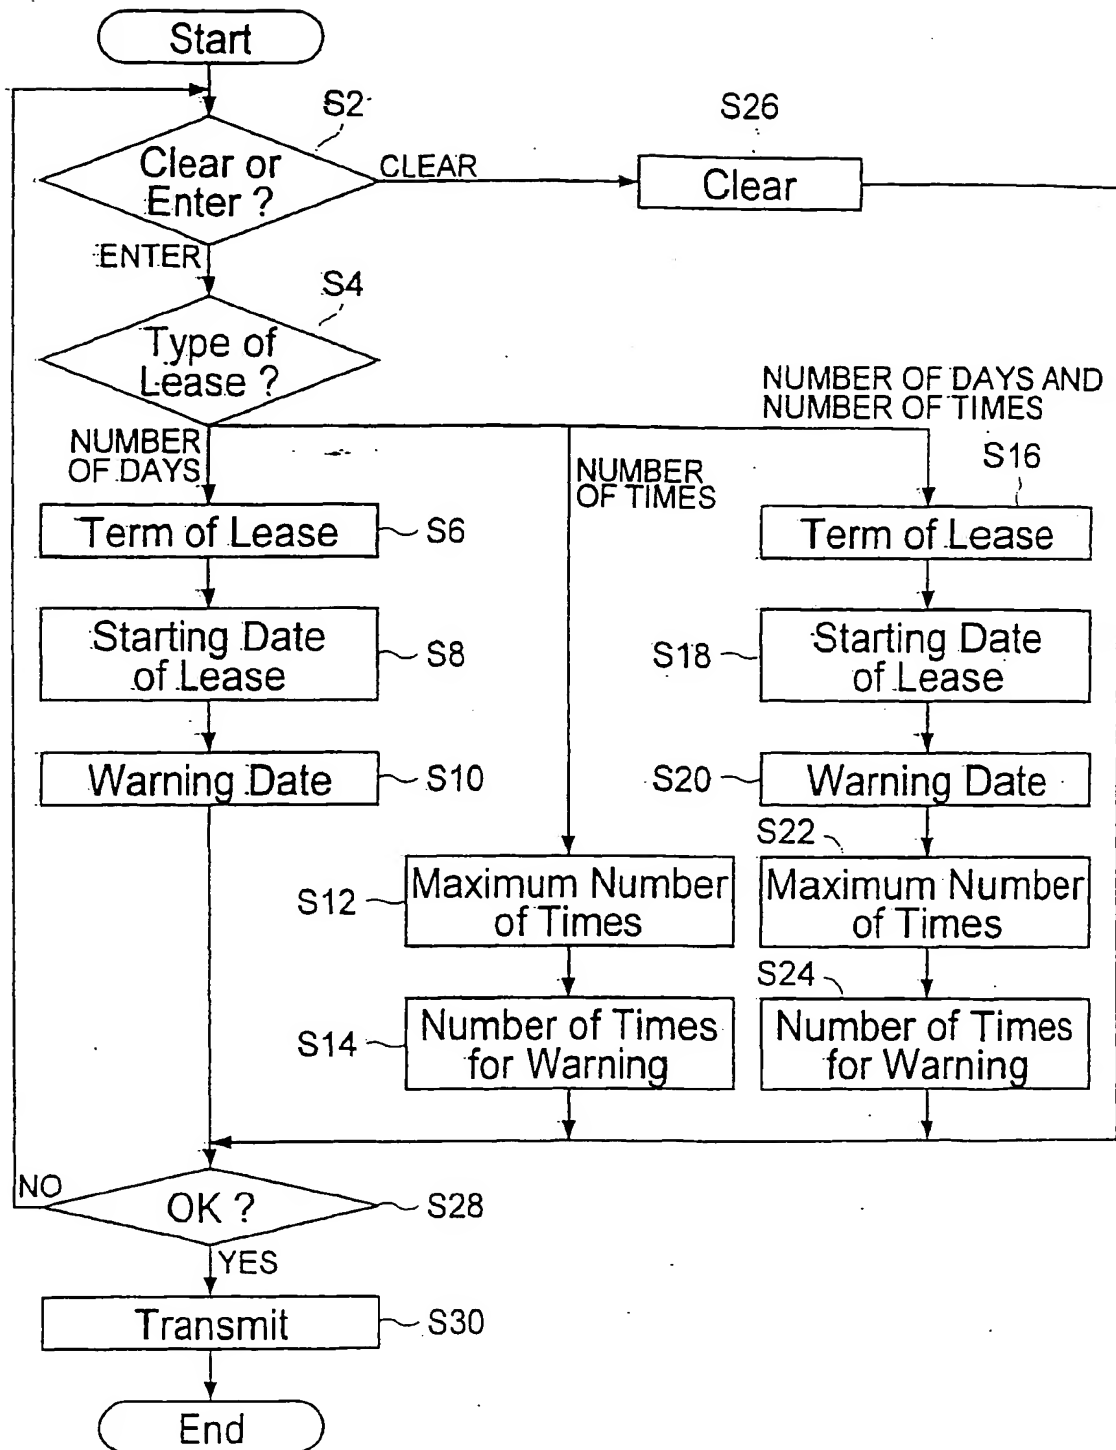 Start
S2
Clear or
Enter ?
CLEAR
S26
Clear
ENTER
S4
Type of
Lease ?
NUMBER
OF DAYS
NUMBER
OF TIMES
NUMBER OF DAYS AND
NUMBER OF TIMES
Term of Lease
S6
Starting Date
of Lease
S8
Warning Date
S10
S12
Maximum Number
of Times
S14
Number of Times
for Warning
S16
Term of Lease
S18
Starting Date
of Lease
S20
Warning Date
S22
Maximum Number
of Times
S24
Number of Times
for Warning
NO
OK ?
S28
YES
Transmit
S30
End